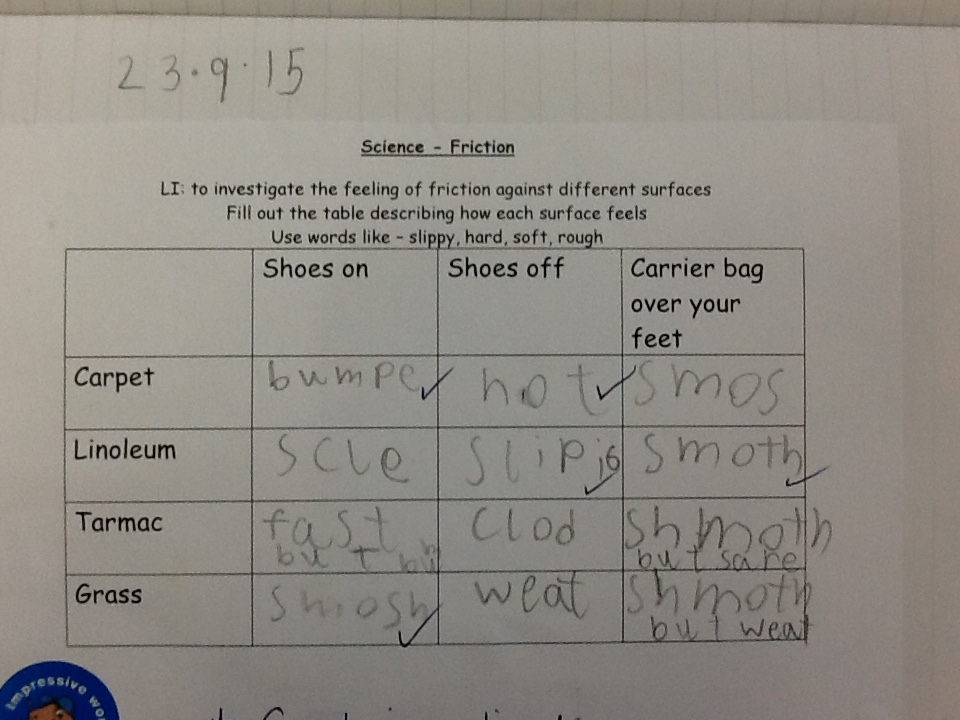 23.9.15
Science - Friction
LI: to investigate the feeling of friction against different surfaces
Fill out the table describing how each surface feels
Use words like - slippy, hard, soft, rough
Shoes on Shoes off Carrier bag
over your
feet
Carpet bumpe hot smos
Linoleum scle slip smoth
Tarmac fast clod shmoth
but but sare
Grass weat shmoth
but weat
Impressive